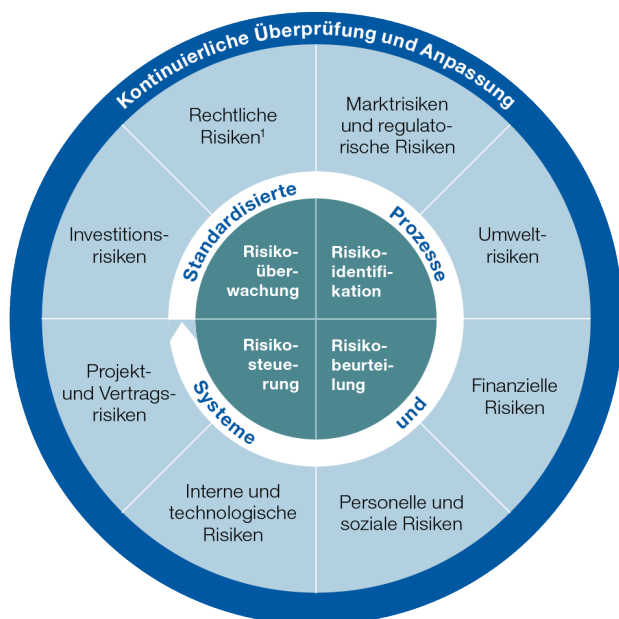 Kontinuierliche Überprüfung und Anpassung
Rechtliche
Risiken¹
Marktrisiken
und regulato-
rische Risiken
Investitions-
risiken
Umwelt-
risiken
Standardisierte
Prozesse
und
Systeme
Risiko-
über-
wachung
Risiko-
identifi-
kation
Risiko-
steue-
rung
Risiko-
beurtei-
lung
Projekt-
und Vertrags-
risiken
Finanzielle
Risiken
Interne und
technologische
Risiken
Personelle und
soziale Risiken